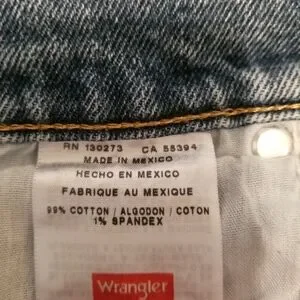 RN 130273 CA 55394
MADE IN MEXICO
HECHO EN MEXICO
FABRIQUE AU MEXIQUE
99% COTTON / ALGODON / COTON
1% SPANDEX
Wrangler